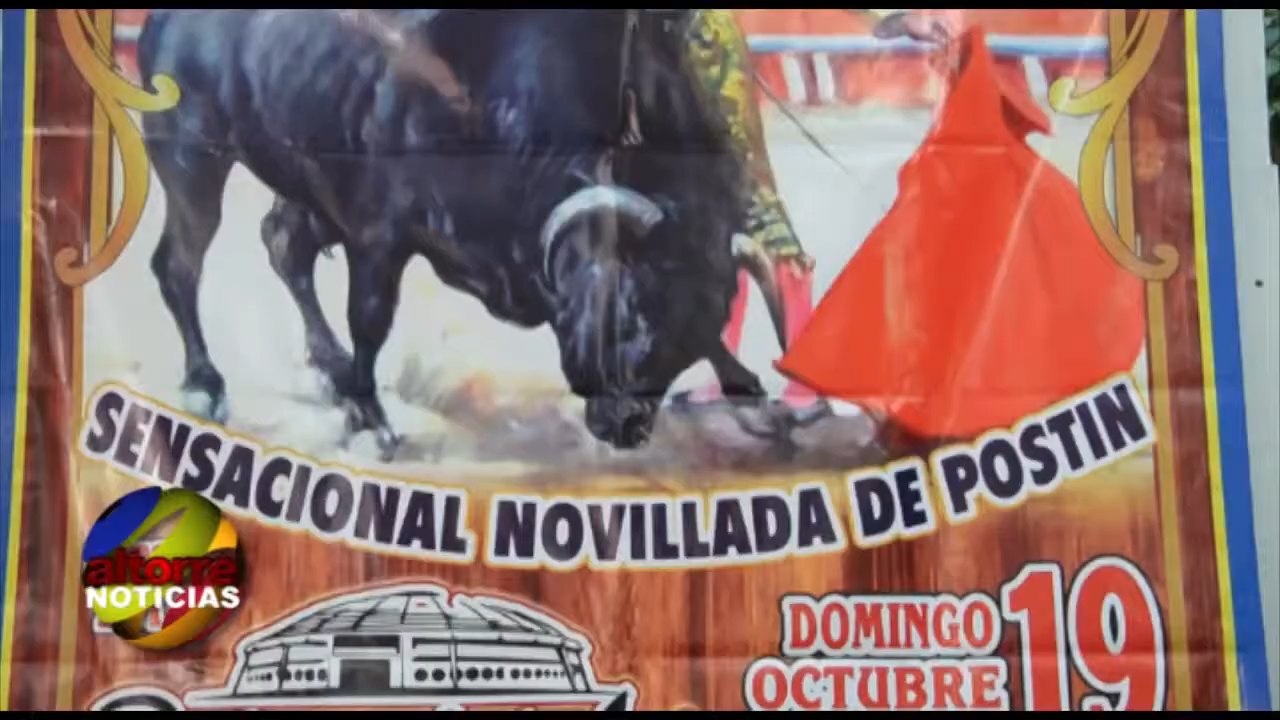 SENSACIONAL NOVILLADA DE POSTIN
altorre
NOTICIAS
DOMINGO 19
OCTUBRE